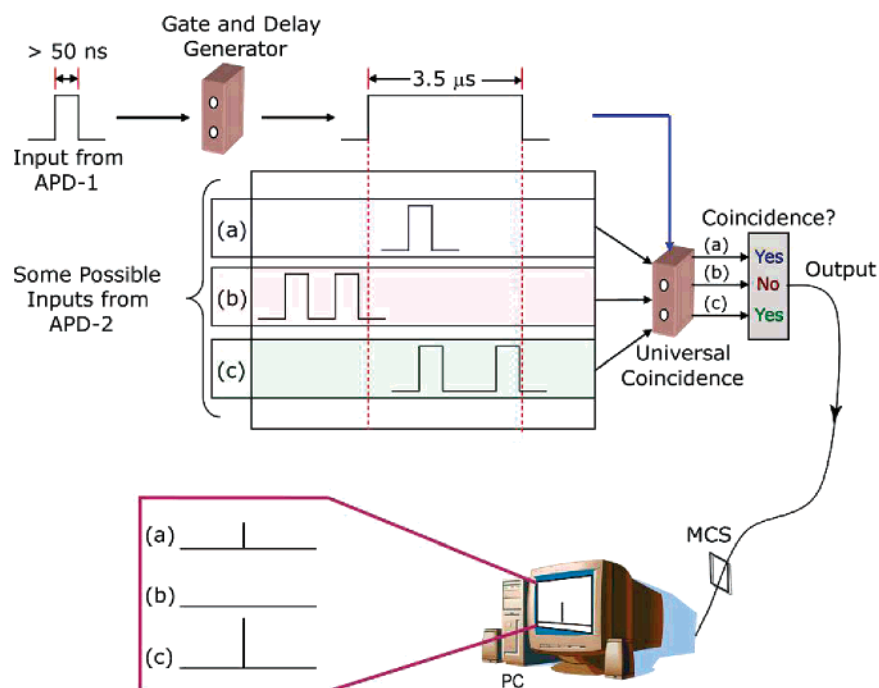 Gate and Delay
Generator
> 50 ns
3.5 μs
Input from
APD-1
(a)
Coincidence?
(a)
Yes
Some Possible
Inputs from
APD-2
(b)
(b)
No
Output
(c)
Yes
(c)
Universal
Coincidence
(a)
MCS
(b)
(c)
PC